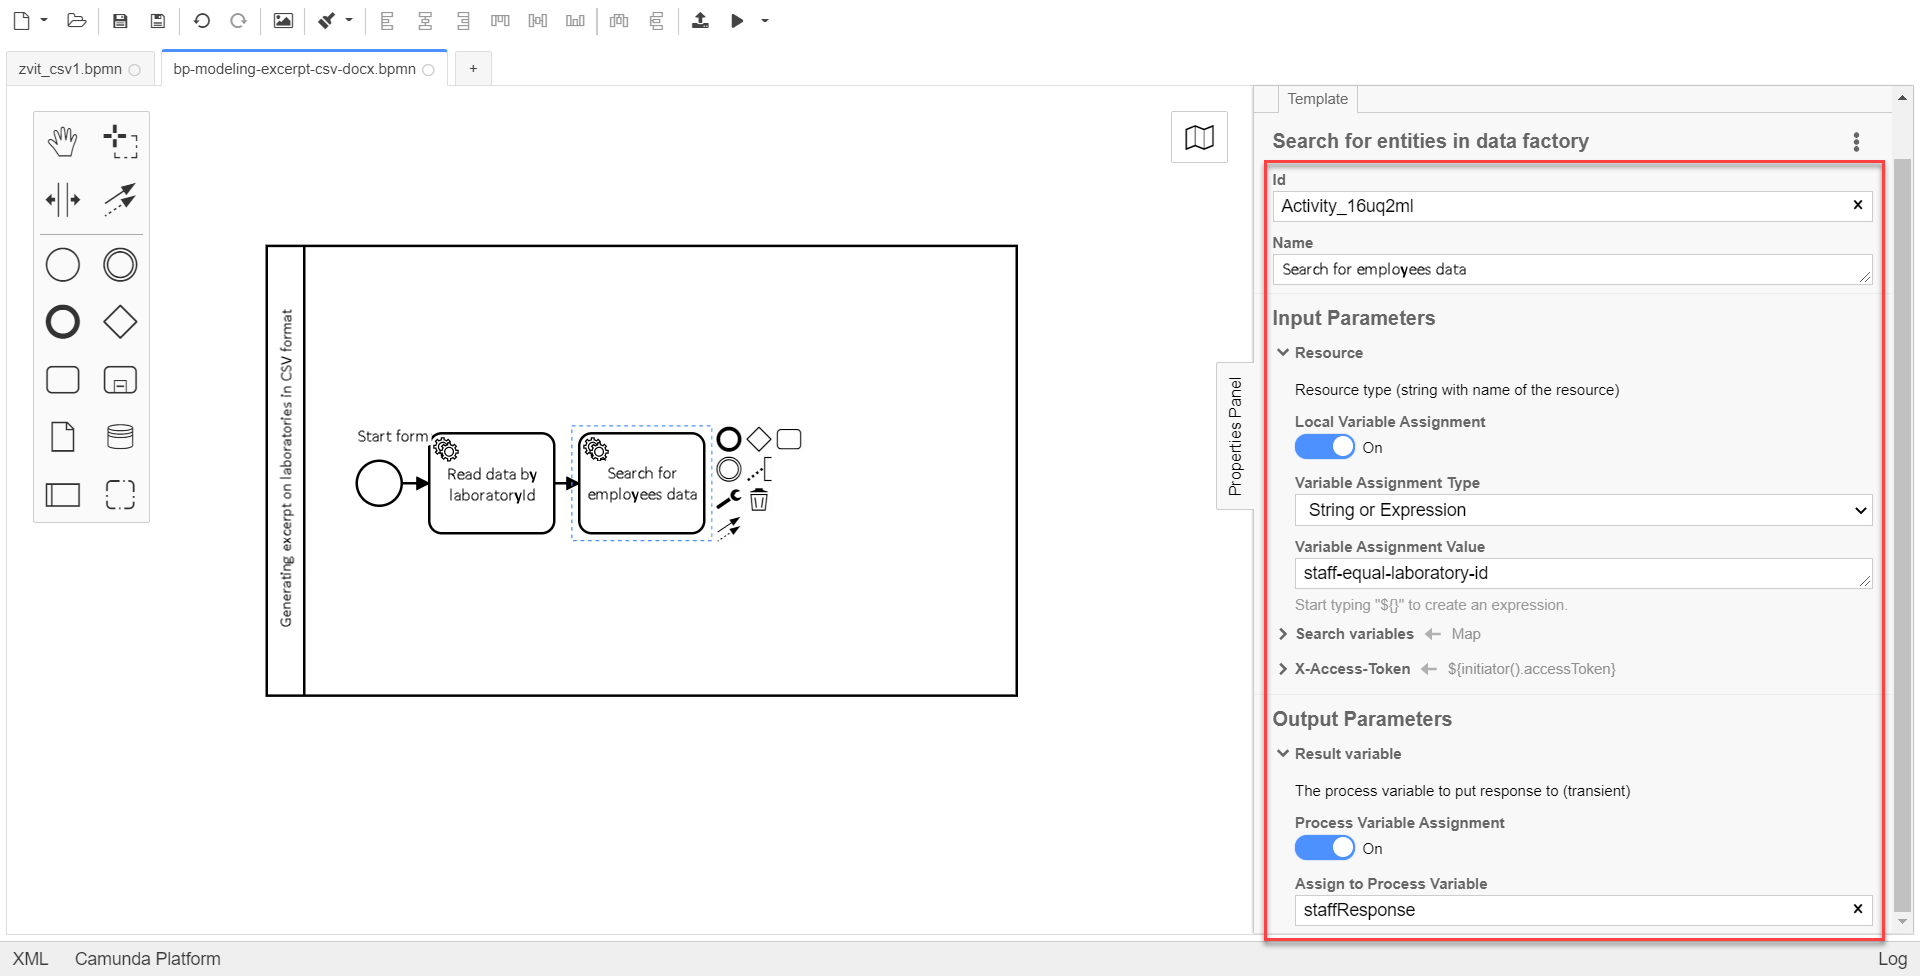 zvit_csv1.bpmn
bp-modeling-excerpt-csv-docx.bpmn
+
Template
Search for entities in data factory
Id
Activity_16uq2ml
Name
Search for employees data
Input Parameters
Resource
Resource type (string with name of the resource)
Local Variable Assignment
On
Variable Assignment Type
String or Expression
Variable Assignment Value
staff-equal-laboratory-id
Start typing "${}" to create an expression.
Search variables Map
X-Access-Token ${initiator().accessToken}
Output Parameters
Result variable
The process variable to put response to (transient)
Process Variable Assignment
On
Assign to Process Variable
staffResponse
Properties Panel
Generating excerpt on laboratories in CSV format
Start form
Read data by
laboratoryId
Search for
employees data
XML Camunda Platform Log